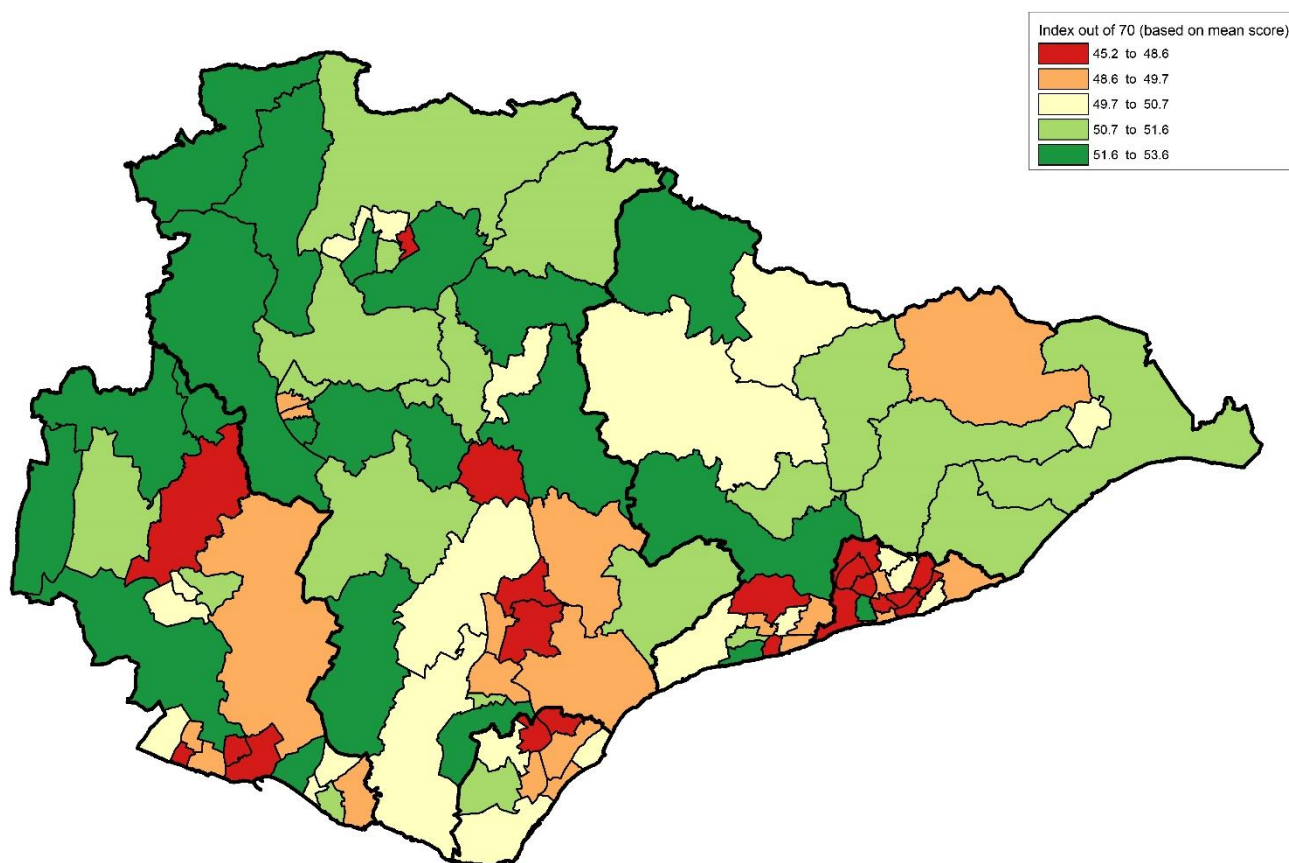 Index out of 70 (based on mean score)
45.2 to 48.6
48.6 to 49.7
49.7 to 50.7
50.7 to 51.6
51.6 to 53.6